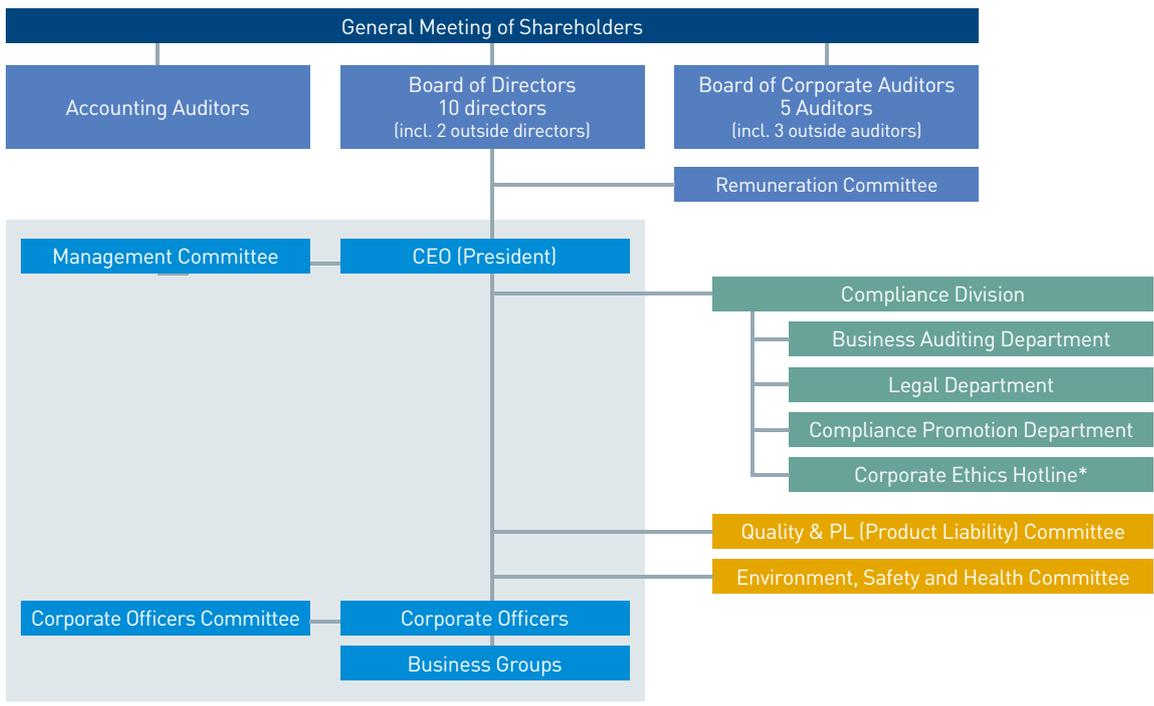 General Meeting of Shareholders
Accounting Auditors
Board of Directors
10 directors
(incl. 2 outside directors)
Board of Corporate Auditors
5 Auditors
(incl. 3 outside auditors)
Remuneration Committee
Management Committee
CEO (President)
Compliance Division
Business Auditing Department
Legal Department
Compliance Promotion Department
Corporate Ethics Hotline*
Quality & PL (Product Liability) Committee
Environment, Safety and Health Committee
Corporate Officers Committee
Corporate Officers
Business Groups